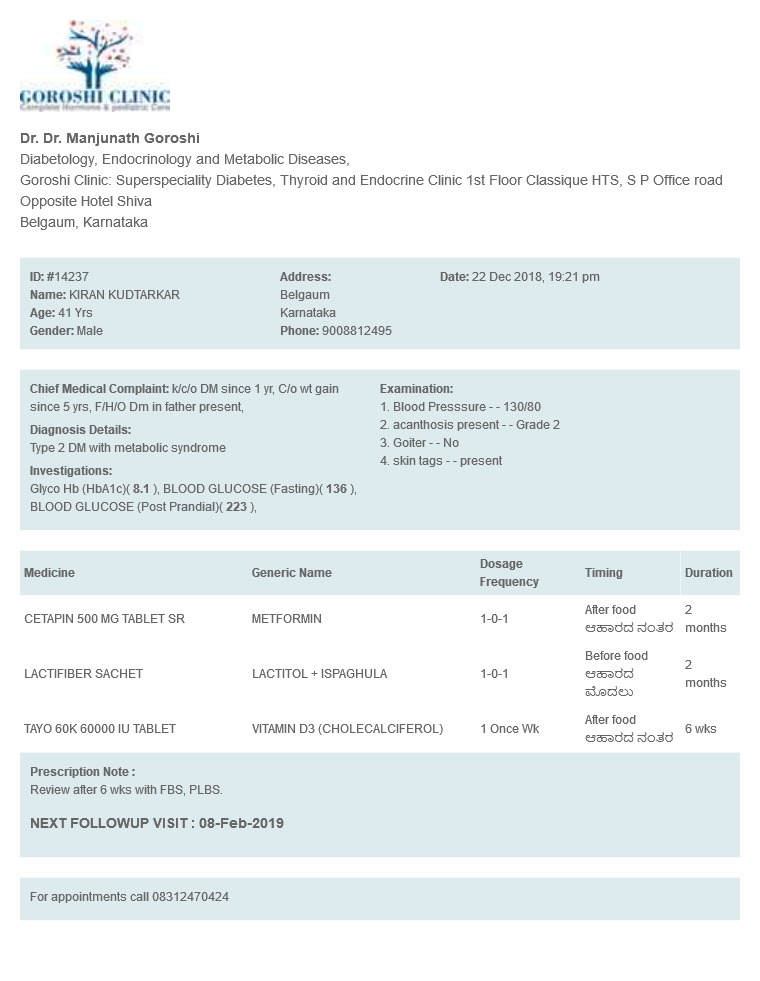 GOROSHI CLINIC
Complete Hormone & pediatric Care
Dr. Dr. Manjunath Goroshi
Diabetology, Endocrinology and Metabolic Diseases,
Goroshi Clinic: Superspeciality Diabetes, Thyroid and Endocrine Clinic 1st Floor Classique HTS, S P Office road
Opposite Hotel Shiva
Belgaum, Karnataka
ID: #14237
Name: KIRAN KUDTARKAR
Age: 41 Yrs
Gender: Male
Address:
Belgaum
Karnataka
Phone: 9008812495
Date: 22 Dec 2018, 19:21 pm
Chief Medical Complaint: k/c/o DM since 1 yr, C/o wt gain
since 5 yrs, F/H/O Dm in father present,
Diagnosis Details:
Type 2 DM with metabolic syndrome
Investigations:
Glyco Hb (HbA1c)( 8.1 ), BLOOD GLUCOSE (Fasting)( 136 ),
BLOOD GLUCOSE (Post Prandial)( 223 ),
Examination:
1. Blood Presssure - - 130/80
2. acanthosis present - - Grade 2
3. Goiter - - No
4. skin tags - - present
Medicine Generic Name Dosage Frequency Timing Duration
CETAPIN 500 MG TABLET SR METFORMIN 1-0-1 After food ಆಹಾರದ ನಂತರ 2 months
LACTIFIBER SACHET LACTITOL + ISPAGHULA 1-0-1 Before food ಆಹಾರದ ಮೊದಲು 2 months
TAYO 60K 60000 IU TABLET VITAMIN D3 (CHOLECALCIFEROL) 1 Once Wk After food ಆಹಾರದ ನಂತರ 6 wks
Prescription Note :
Review after 6 wks with FBS, PLBS.
NEXT FOLLOWUP VISIT : 08-Feb-2019
For appointments call 08312470424